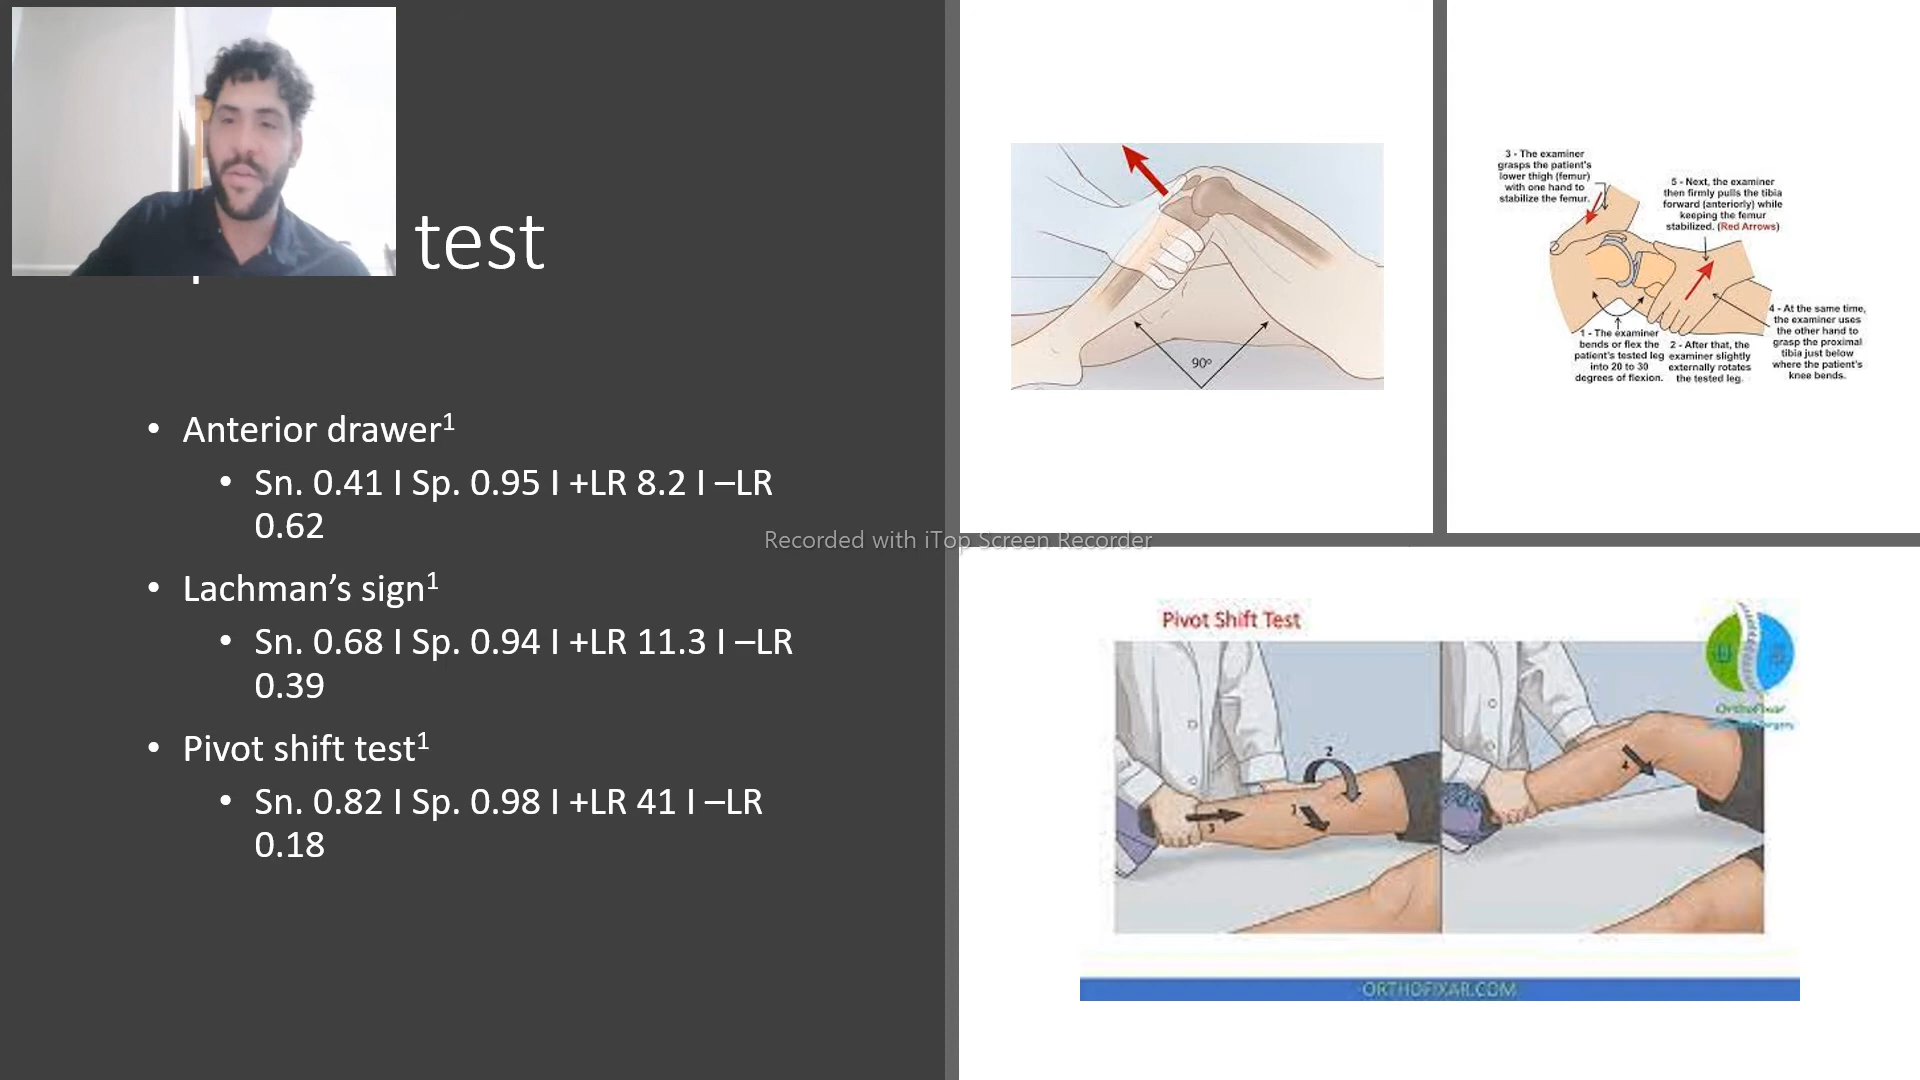 test
• Anterior drawer1
• Sn. 0.41 I Sp. 0.95 I +LR 8.2 I –LR
0.62
• Lachman’s sign1
• Sn. 0.68 I Sp. 0.94 I +LR 11.3 I –LR
0.39
• Pivot shift test1
• Sn. 0.82 I Sp. 0.98 I +LR 41 I –LR
0.18
Recorded with iTop Screen Recorder
90º
3 - The examiner
grasps the patient's
lower thigh (femur)
with one hand to
stabilize the femur.
5 - Next, the examiner
then firmly pulls the tibia
forward (anteriorly) while
keeping the femur
stabilized. (Red Arrows)
1 - The examiner
bends or flex the
patient's tested leg
into 20 to 30
degrees of flexion.
2 - After that, the
examiner slightly
externally rotates
the tested leg.
4 - At the same time,
the examiner uses
the other hand to
grasp the proximal
tibia just below
where the patient's
knee bends.
Pivot Shift Test
OrthoFixar
2
1
3
4
ORTHOFIXAR.COM